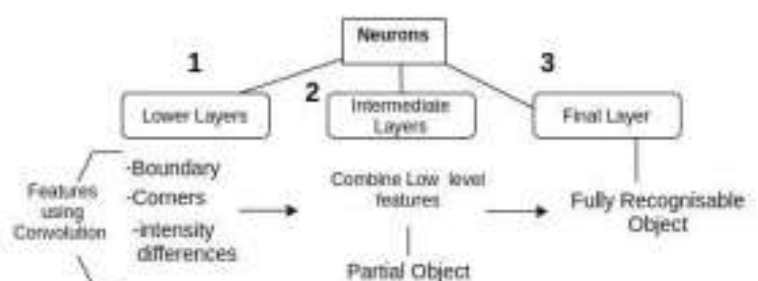 Neurons
1
2
3
Lower Layers
Intermediate
Layers
Final Layer
Features
using
Convolution
-Boundary
-Corners
-intensity
differences
Combine Low level
features
Partial Object
Fully Recognisable
Object